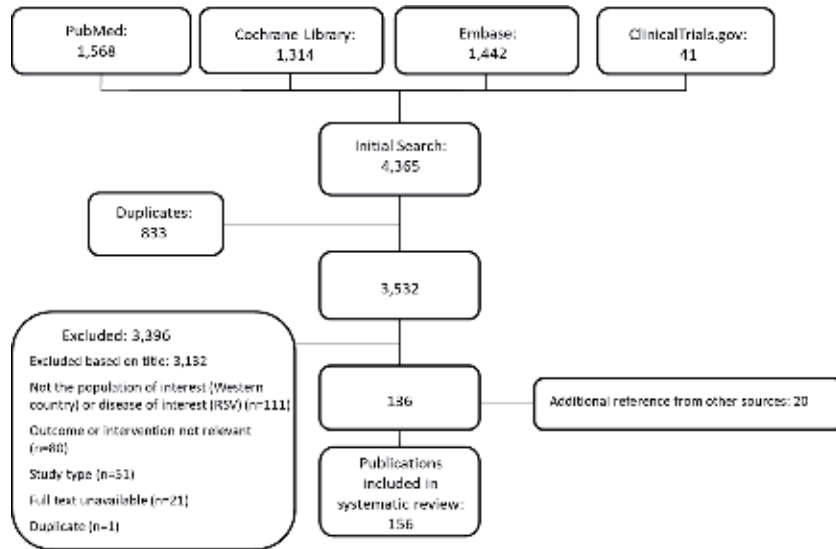 PubMed:
1,568
Cochrane Library:
1,314
Embase:
1,442
ClinicalTrials.gov:
41
Initial Search:
4,365
Duplicates:
833
3,532
Excluded: 3,396
Excluded based on title: 3,132
Not the population of interest (Western
country) or disease of interest (RSV) (n=111)
Outcome or intervention not relevant
(n=80)
Study type (n=51)
Full text unavailable (n=21)
Duplicate (n=1)
136
Additional reference from other sources: 20
Publications
included in
systematic review:
156